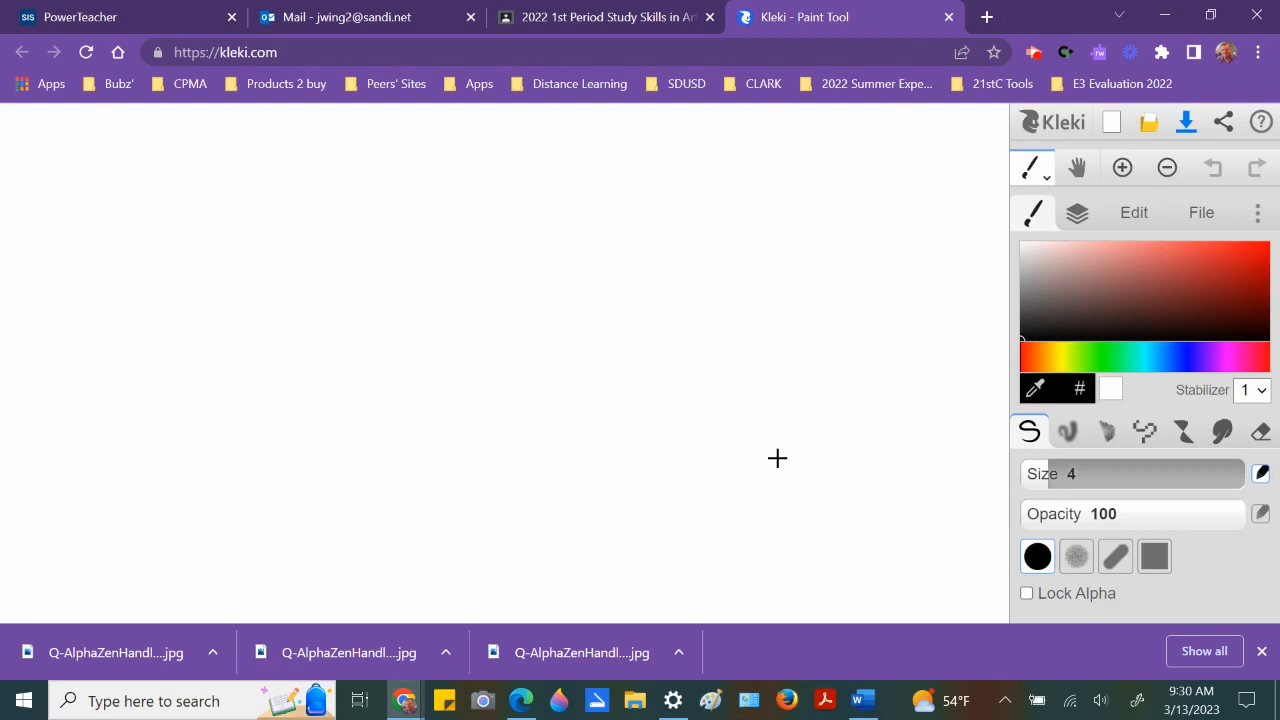 SIS PowerTeacher
Mail - jwing2@sandi.net
2022 1st Period Study Skills in Ar
Kleki - Paint Tool
https://kleki.com
Apps
Bubz'
CPMA
Products 2 buy
Peers' Sites
Apps
Distance Learning
SDUSD
CLARK
2022 Summer Expe...
21stC Tools
E3 Evaluation 2022
Kleki
Edit
File
#
Stabilizer 1
Size 4
Opacity 100
Lock Alpha
Q-AlphaZenHandl....jpg
Q-AlphaZenHandl....jpg
Q-AlphaZenHandl....jpg
Show all
Type here to search
54°F
9:30 AM
3/13/2023